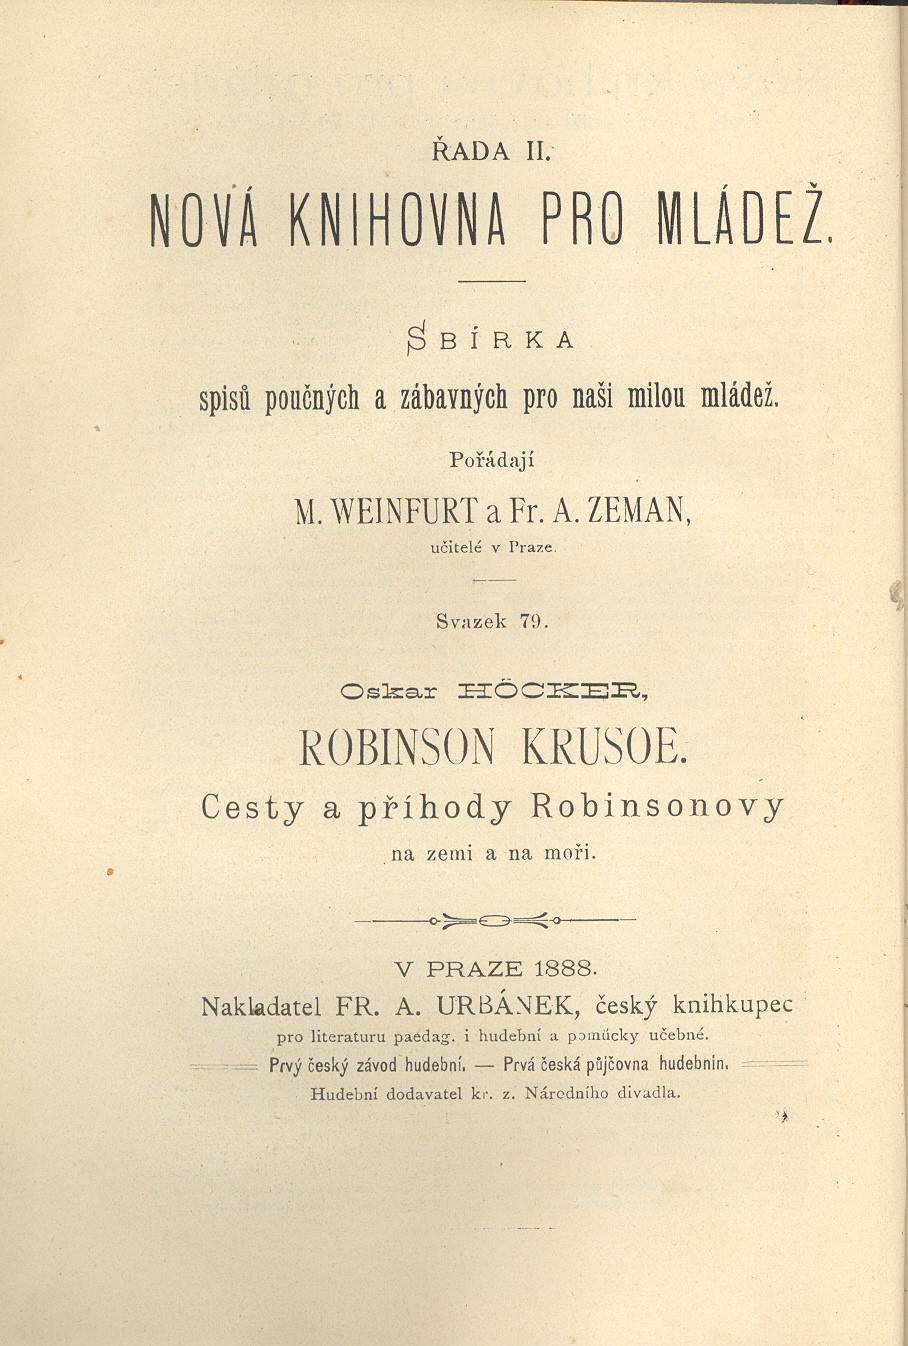 ŘADA II.
NOVÁ KNIHOVNA PRO MLÁDEŽ.
SBÍRKA
spisů poučných a zábavných pro naši milou mládež.
Pořádají
M. WEINFURT a Fr. A. ZEMAN,
učitelé v Praze.
Svazek 79.
Oskar HÖCKER,
ROBINSON KRUSOE.
Cesty a příhody Robinsonovy
na zemi a na moři.
V PRAZE 1888.
Nakladatel FR. A. URBÁNEK, český knihkupec
pro literaturu paedag. i hudební a pomůcky učebné.
Prvý český závod hudební. — Prvá česká půjčovna hudebnin.
Hudební dodavatel kr. z. Národního divadla.